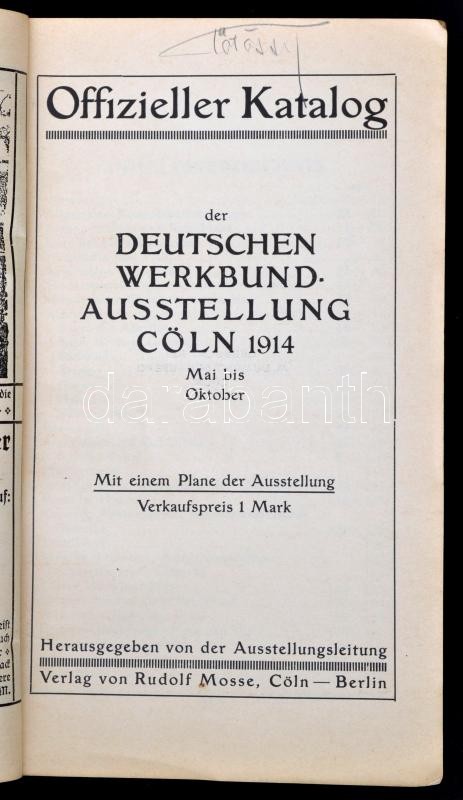 Offizieller Katalog
der
DEUTSCHEN
WERKBUND-
AUSSTELLUNG
CÖLN 1914
Mai bis
Oktober
darabanth
Mit einem Plane der Ausstellung
Verkaufspreis 1 Mark
Herausgegeben von der Ausstellungsleitung
Verlag von Rudolf Mosse, Cöln — Berlin